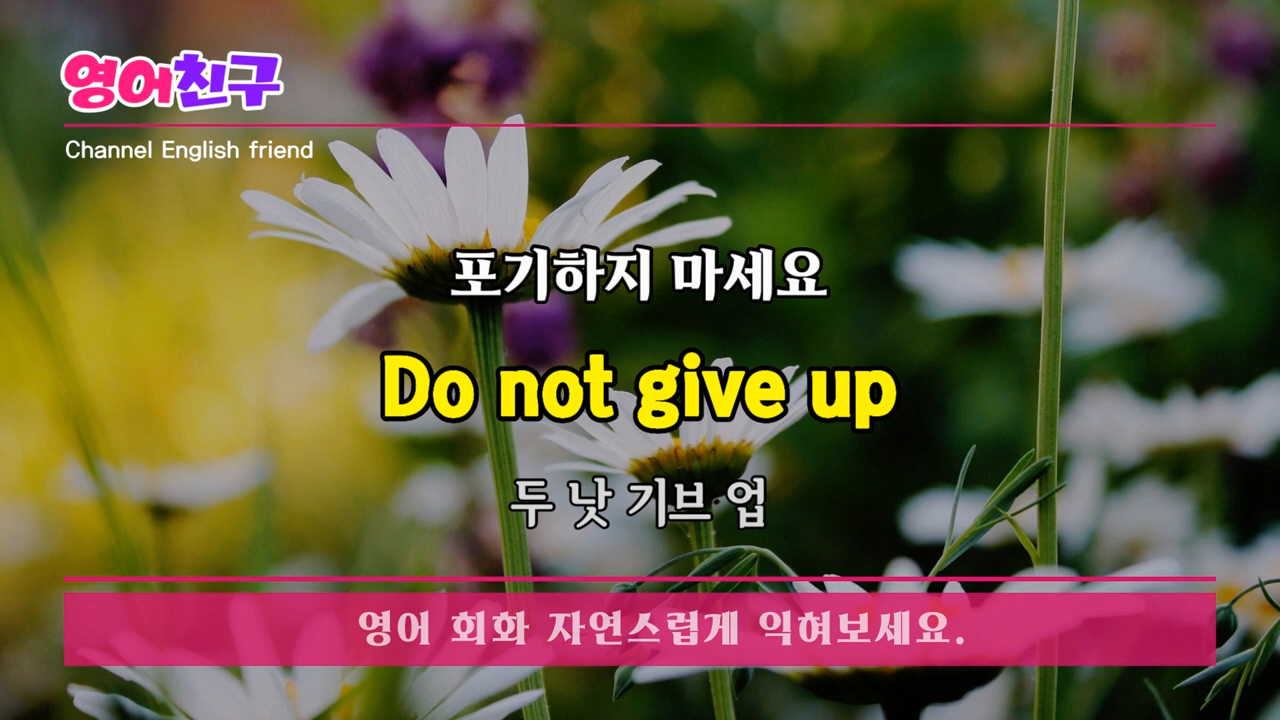 영어친구
Channel English friend
포기하지 마세요
Do not give up
두 낫 기브 업
영어 회화 자연스럽게 익혀보세요.